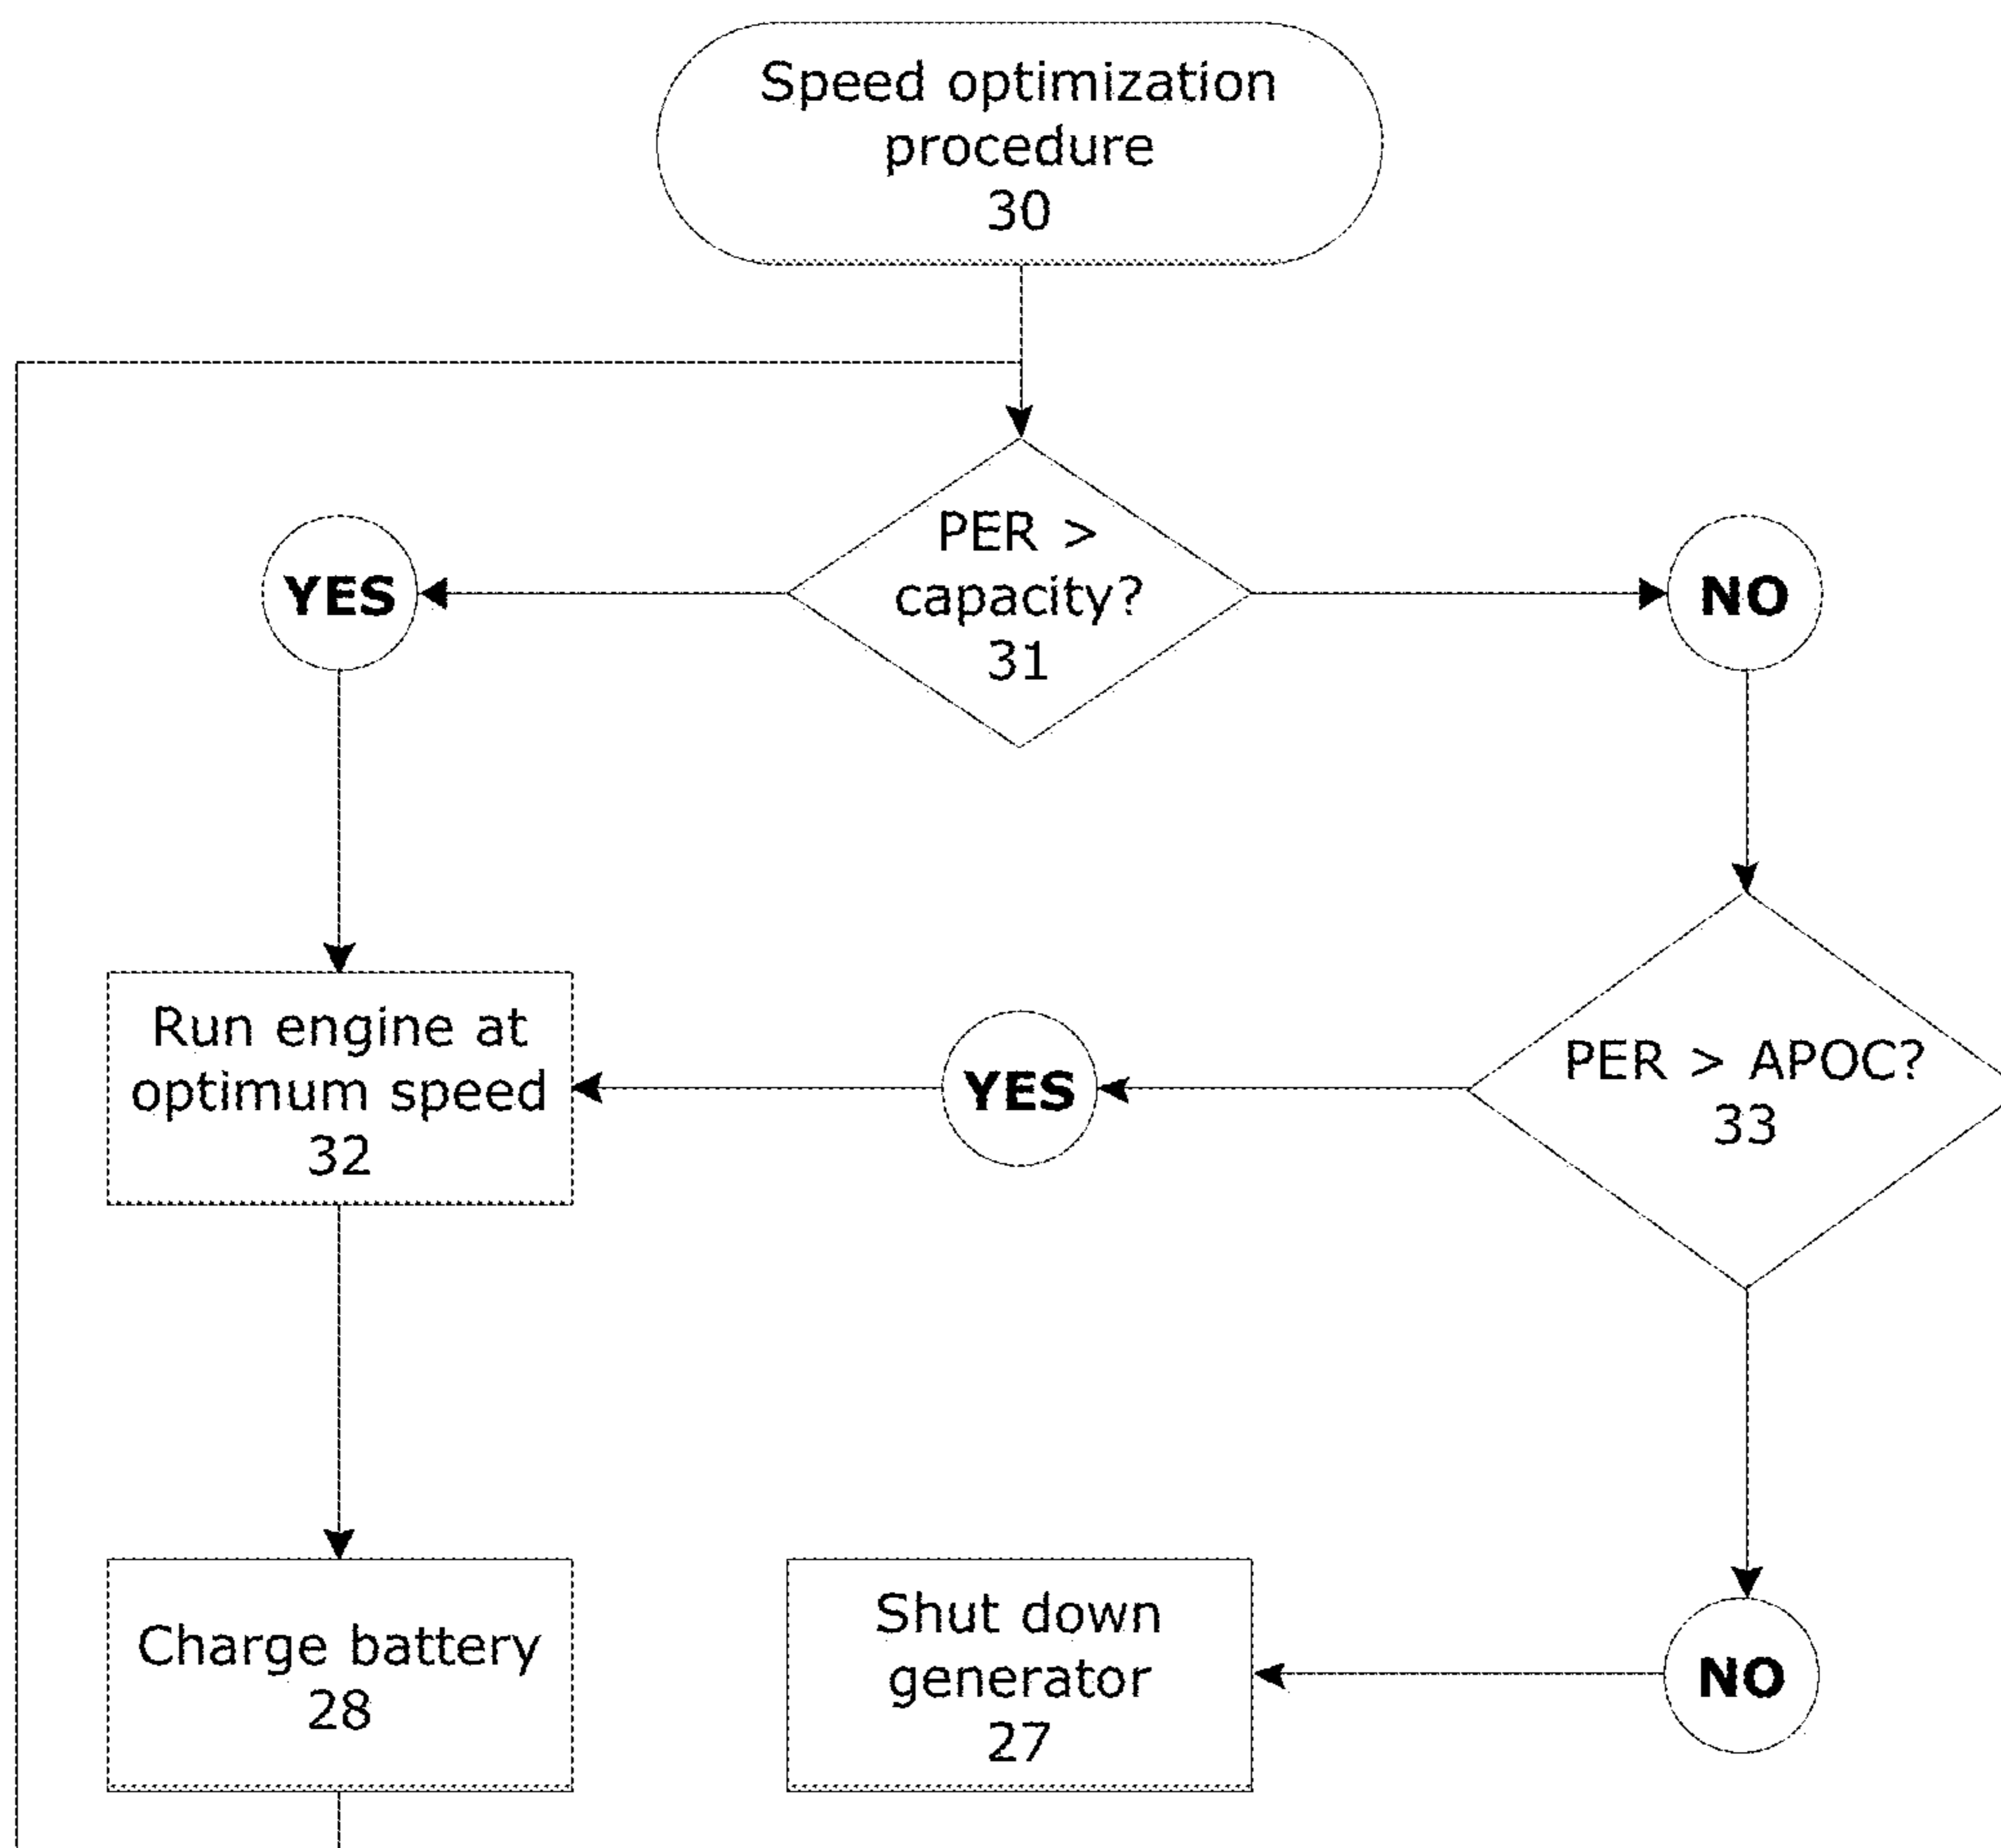 Speed optimization
procedure
30
PER >
capacity?
31
YES
NO
Run engine at
optimum speed
32
YES
PER > APOC?
33
Charge battery
28
Shut down
generator
27
NO